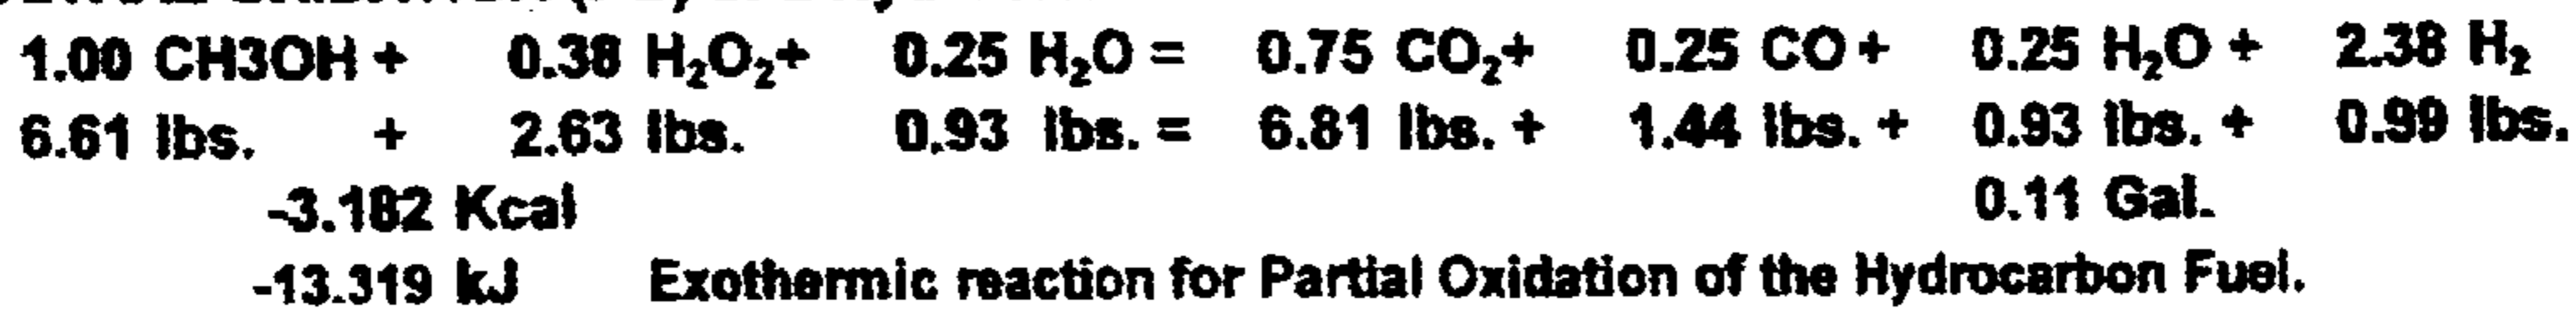 1.00 CH3OH + 0.38 H₂O₂+ 0.25 H₂O = 0.75 CO₂+ 0.25 CO+ 0.25 H₂O + 2.38 H₂
6.61 lbs. + 2.63 lbs. 0.93 lbs. = 6.81 lbs. + 1.44 lbs. + 0.93 lbs. + 0.99 lbs.
-3.182 Kcal 0.11 Gal.
-13.319 kJ Exothermic reaction for Partial Oxidation of the Hydrocarbon Fuel.